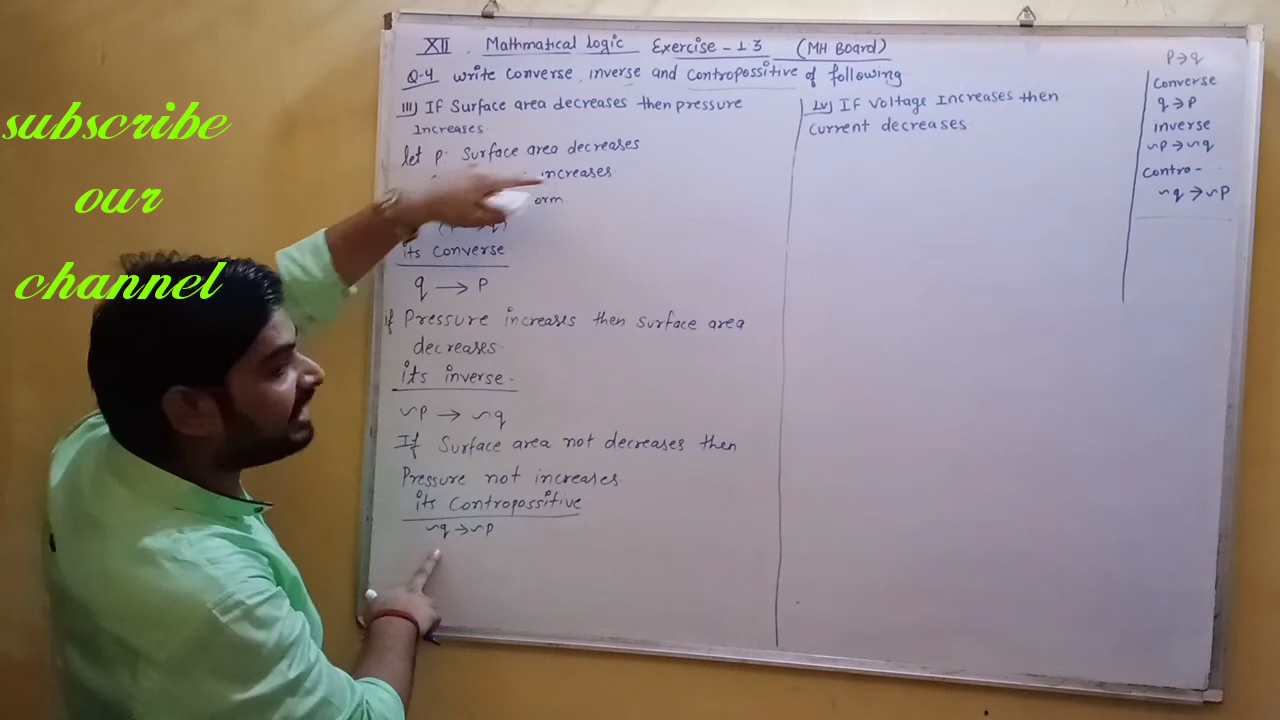 subscribe
our
channel
XII . Mathmatical Logic Exercise - 13 (MH Board)
Q-4 write converse, inverse and contropossitive of following.
III) If Surface area decreases then pressure
Increases.
let p: Surface area decreases
increases.
orm
its converse
q → p
if Pressure increases then surface area
decreases.
its inverse.
~p → ~q
If Surface area not decreases then
Pressure not increases.
its Contropossitive
~q → ~p
IV) IF Voltage Increases then
current decreases.
p → q
Converse
q → p
inverse
~p → ~q
contro-
~q → ~p